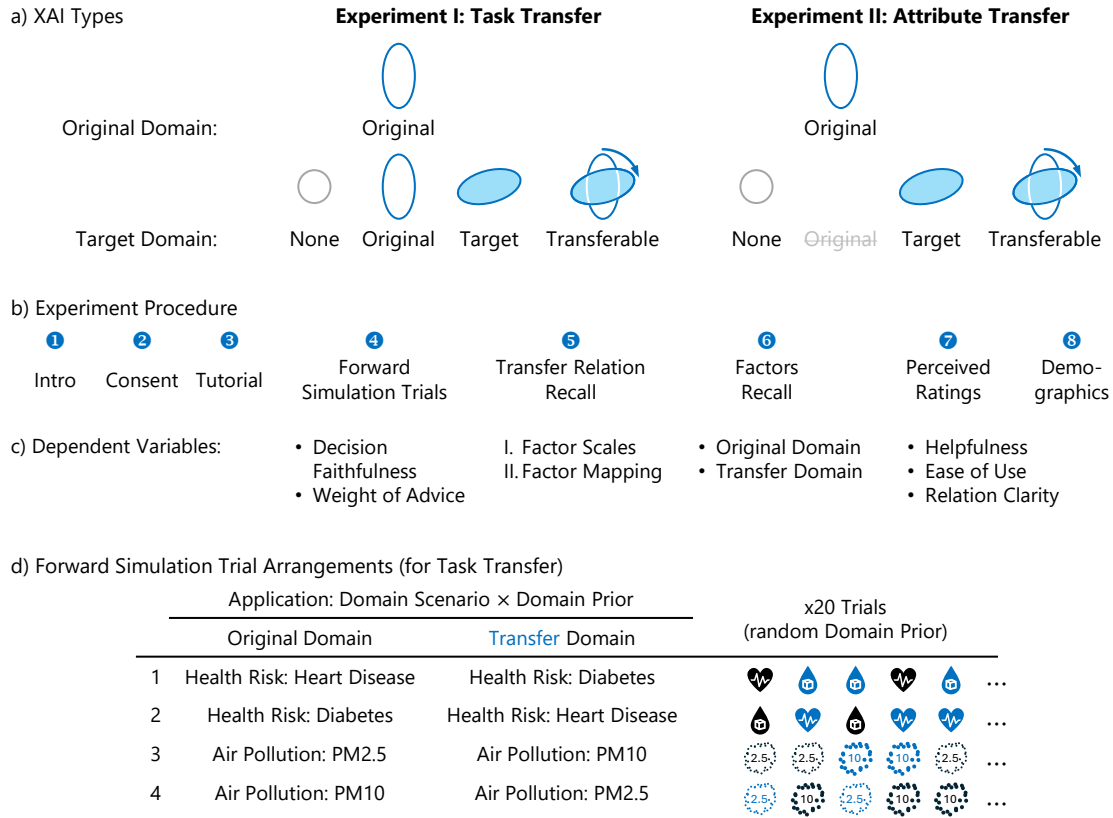 a) XAI Types
Experiment I: Task Transfer
Experiment II: Attribute Transfer
Original Domain:
Original
Original
Target Domain:
None
Original
Target
Transferable
None
Original
Target
Transferable
b) Experiment Procedure
1
2
3
4
5
6
7
8
Intro
Consent
Tutorial
Forward
Simulation Trials
Transfer Relation
Recall
Factors
Recall
Perceived
Ratings
Demo-
graphics
c) Dependent Variables:
• Decision
Faithfulness
• Weight of Advice
I. Factor Scales
II. Factor Mapping
• Original Domain
• Transfer Domain
• Helpfulness
• Ease of Use
• Relation Clarity
d) Forward Simulation Trial Arrangements (for Task Transfer)
Application: Domain Scenario × Domain Prior
x20 Trials
(random Domain Prior)
Original Domain
Transfer Domain
1 Health Risk: Heart Disease Health Risk: Diabetes ...
2 Health Risk: Diabetes Health Risk: Heart Disease ...
3 Air Pollution: PM2.5 Air Pollution: PM10 2.5 2.5 10 10 2.5 ...
4 Air Pollution: PM10 Air Pollution: PM2.5 2.5 10 2.5 10 10 ...